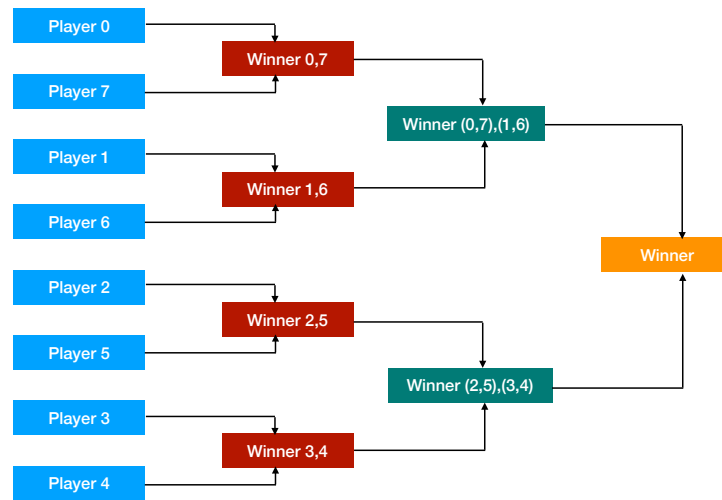 Player 0
Winner 0,7
Player 7
Winner (0,7),(1,6)
Player 1
Winner 1,6
Player 6
Winner
Player 2
Winner 2,5
Player 5
Winner (2,5),(3,4)
Player 3
Winner 3,4
Player 4